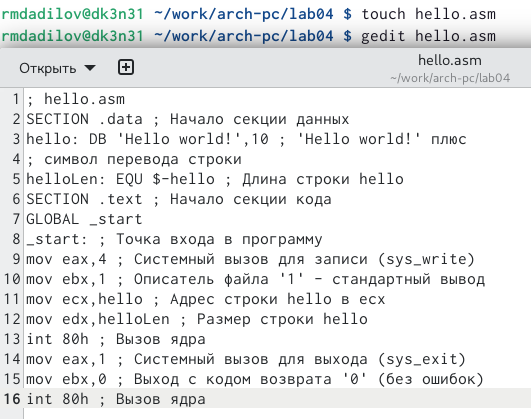 rmdadilov@dk3n31 ~/work/arch-pc/lab04 $ touch hello.asm
rmdadilov@dk3n31 ~/work/arch-pc/lab04 $ gedit hello.asm
Открыть
hello.asm
~/work/arch-pc/lab04
1 ; hello.asm
2 SECTION .data ; Начало секции данных
3 hello: DB 'Hello world!',10 ; 'Hello world!' плюс
4 ; символ перевода строки
5 helloLen: EQU $-hello ; Длина строки hello
6 SECTION .text ; Начало секции кода
7 GLOBAL _start
8 _start: ; Точка входа в программу
9 mov eax,4 ; Системный вызов для записи (sys_write)
10 mov ebx,1 ; Описатель файла '1' – стандартный вывод
11 mov ecx,hello ; Адрес строки hello в ecx
12 mov edx,helloLen ; Размер строки hello
13 int 80h ; Вызов ядра
14 mov eax,1 ; Системный вызов для выхода (sys_exit)
15 mov ebx,0 ; Выход с кодом возврата '0' (без ошибок)
16 int 80h ; Вызов ядра